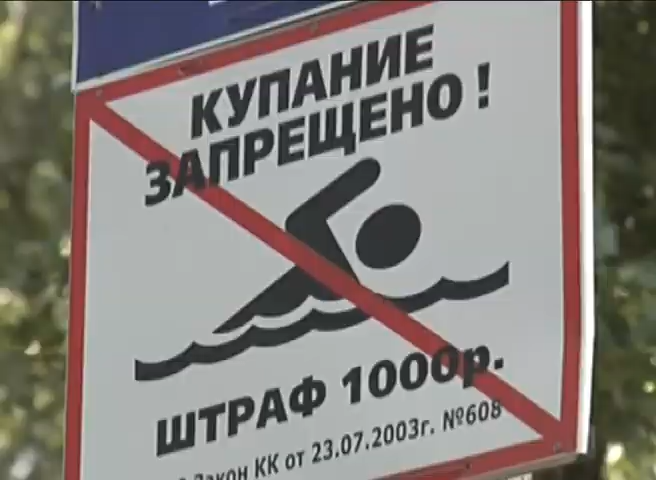 КУПАНИЕ
ЗАПРЕЩЕНО !
ШТРАФ 1000р.
Закон КК от 23.07.2003г. №608